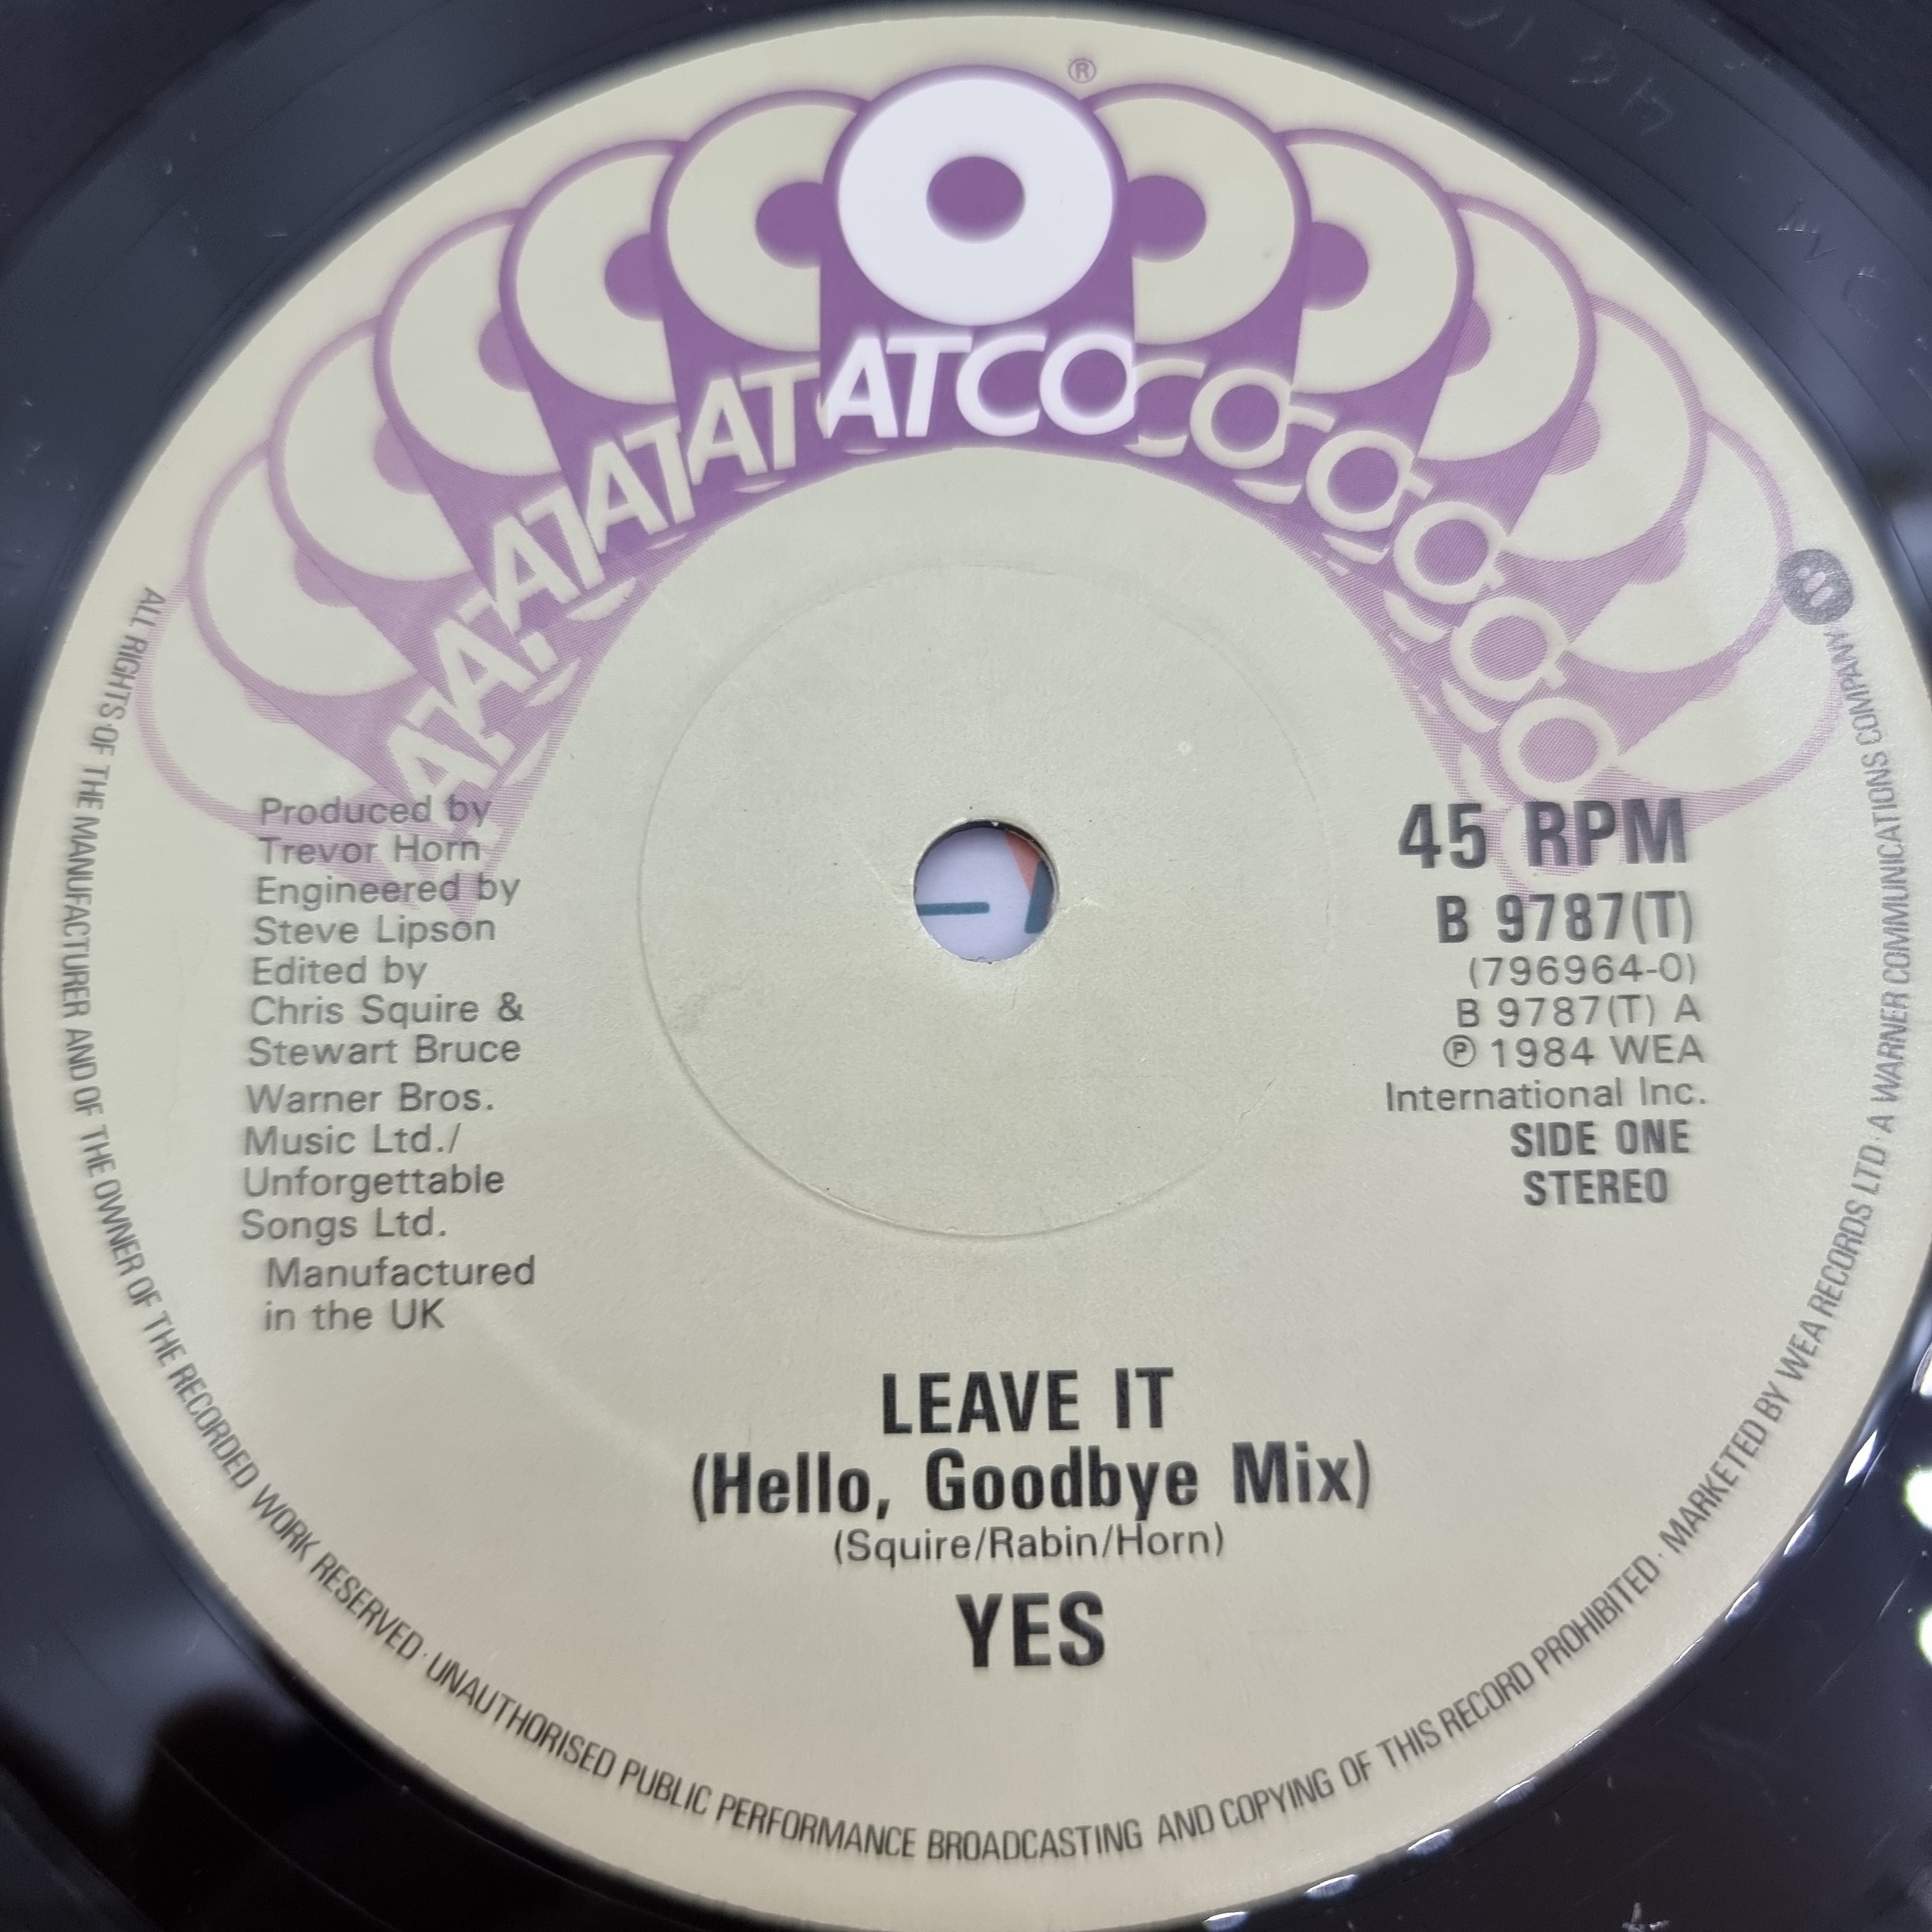 ®
ATCO
Produced by
Trevor Horn
Engineered by
Steve Lipson
Edited by
Chris Squire &
Stewart Bruce
Warner Bros.
Music Ltd./
Unforgettable
Songs Ltd.
Manufactured
in the UK
45 RPM
B 9787(T)
(796964-0)
B 9787(T) A
℗ 1984 WEA
International Inc.
SIDE ONE
STEREO
LEAVE IT
(Hello, Goodbye Mix)
(Squire/Rabin/Horn)
YES
ALL RIGHTS·OF THE MANUFACTURER AND OF THE OWNER OF THE RECORDED WORK RESERVED·UNAUTHORISED PUBLIC PERFORMANCE BROADCASTING AND COPYING OF THIS RECORD PROHIBITED·MARKETED BY WEA RECORDS LTD·A WARNER COMMUNICATIONS COMPANY